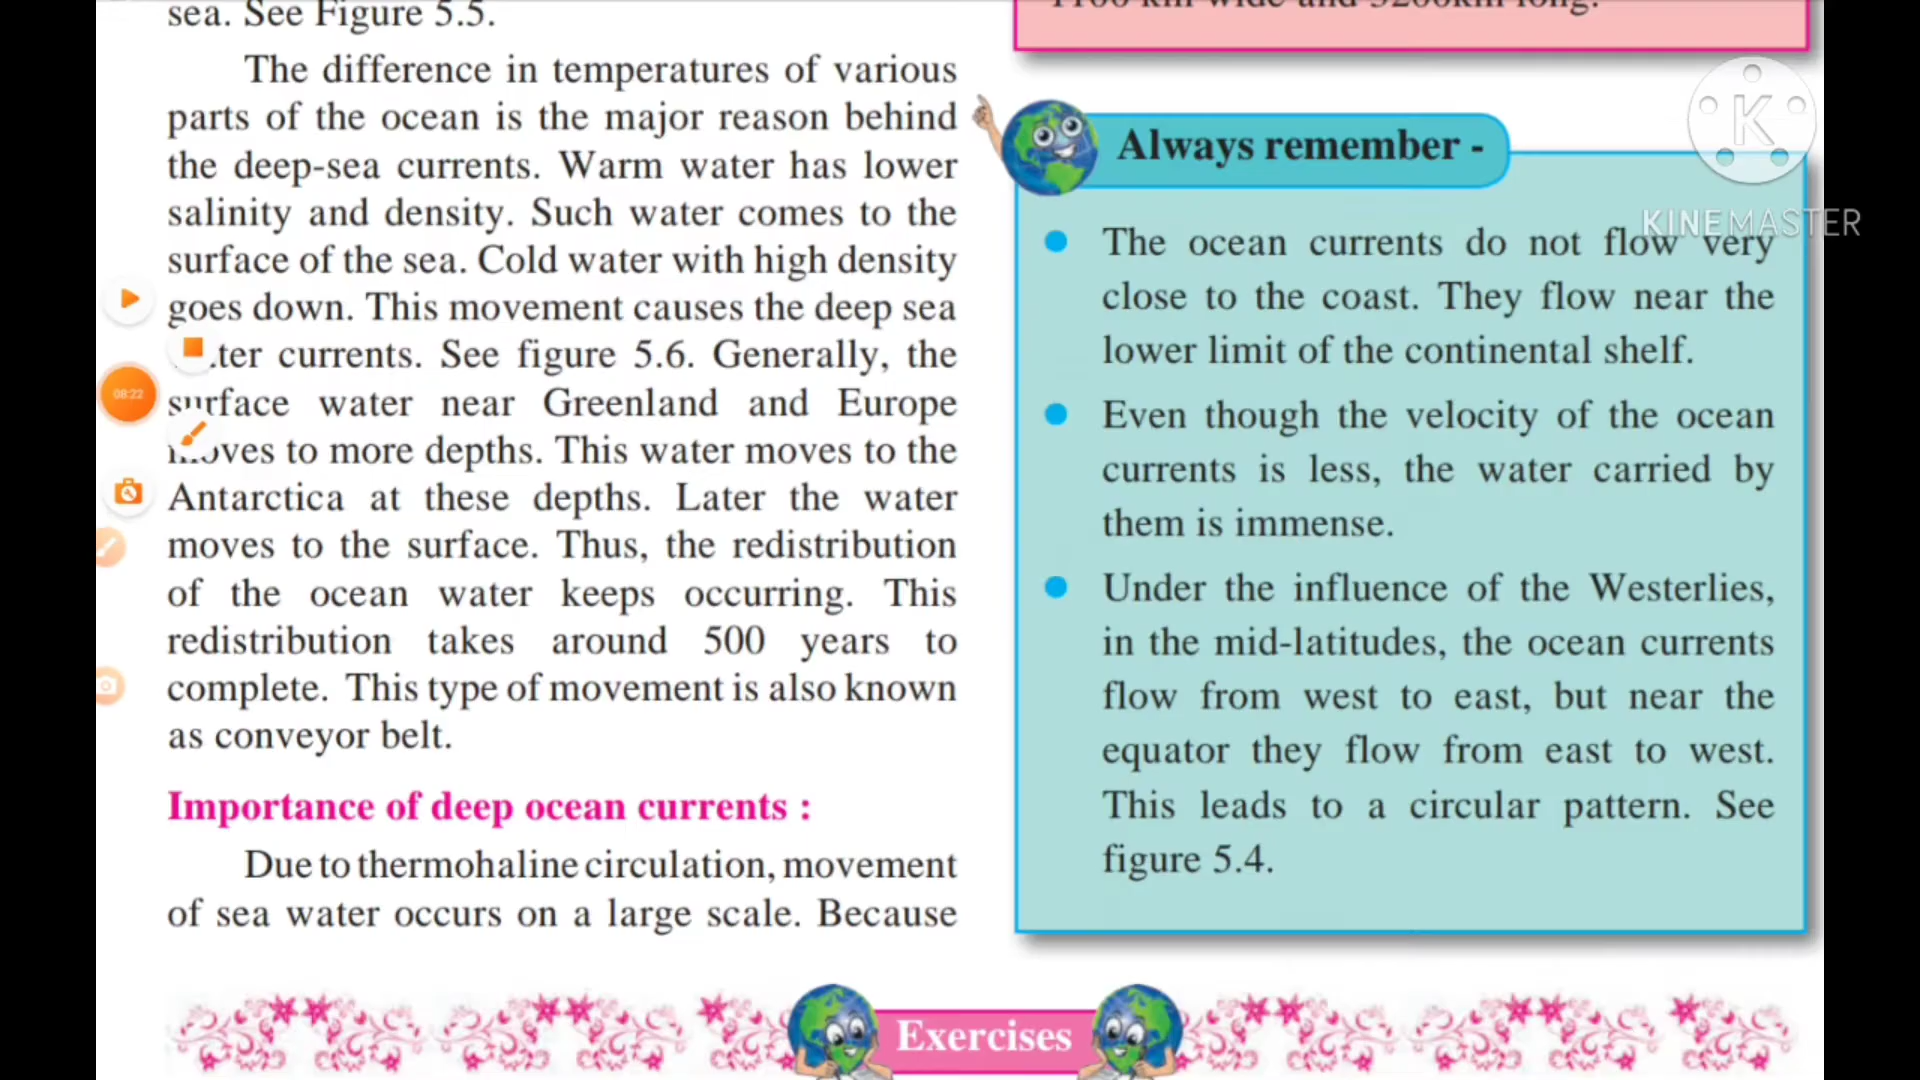 sea. See Figure 5.5.
The difference in temperatures of various
parts of the ocean is the major reason behind
the deep-sea currents. Warm water has lower
salinity and density. Such water comes to the
surface of the sea. Cold water with high density
goes down. This movement causes the deep sea
ter currents. See figure 5.6. Generally, the
surface water near Greenland and Europe
moves to more depths. This water moves to the
Antarctica at these depths. Later the water
moves to the surface. Thus, the redistribution
of the ocean water keeps occurring. This
redistribution takes around 500 years to
complete. This type of movement is also known
as conveyor belt.
Importance of deep ocean currents :
Due to thermohaline circulation, movement
of sea water occurs on a large scale. Because
08:22
1100 km wide and 3200km long.
Always remember -
The ocean currents do not flow very
close to the coast. They flow near the
lower limit of the continental shelf.
Even though the velocity of the ocean
currents is less, the water carried by
them is immense.
Under the influence of the Westerlies,
in the mid-latitudes, the ocean currents
flow from west to east, but near the
equator they flow from east to west.
This leads to a circular pattern. See
figure 5.4.
K
KINEMASTER
Exercises